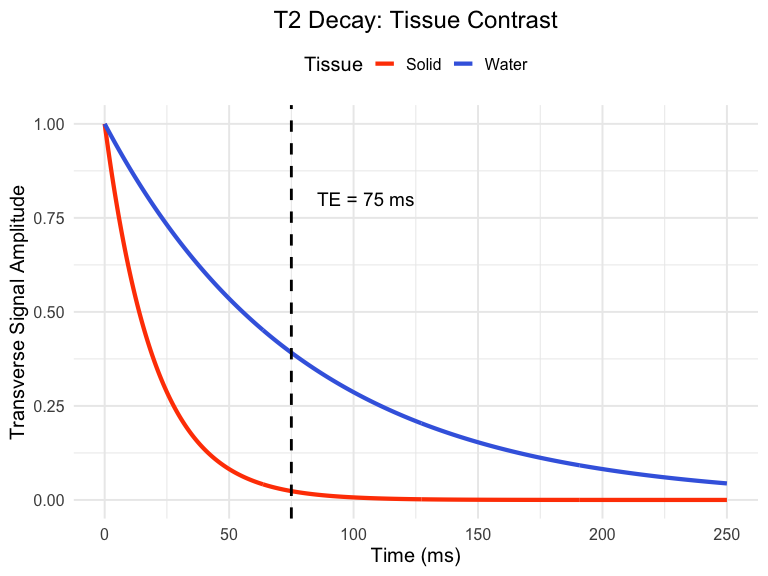 T2 Decay: Tissue Contrast
Tissue Solid Water
Transverse Signal Amplitude
1.00
0.75
0.50
0.25
0.00
TE = 75 ms
0 50 100 150 200 250
Time (ms)